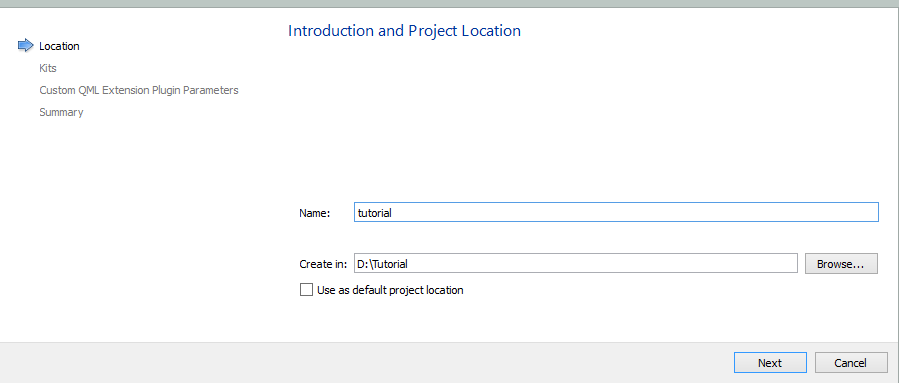 Introduction and Project Location
Location
Kits
Custom QML Extension Plugin Parameters
Summary
Name: tutorial
Create in: D:\Tutorial Browse...
Use as default project location
Next Cancel